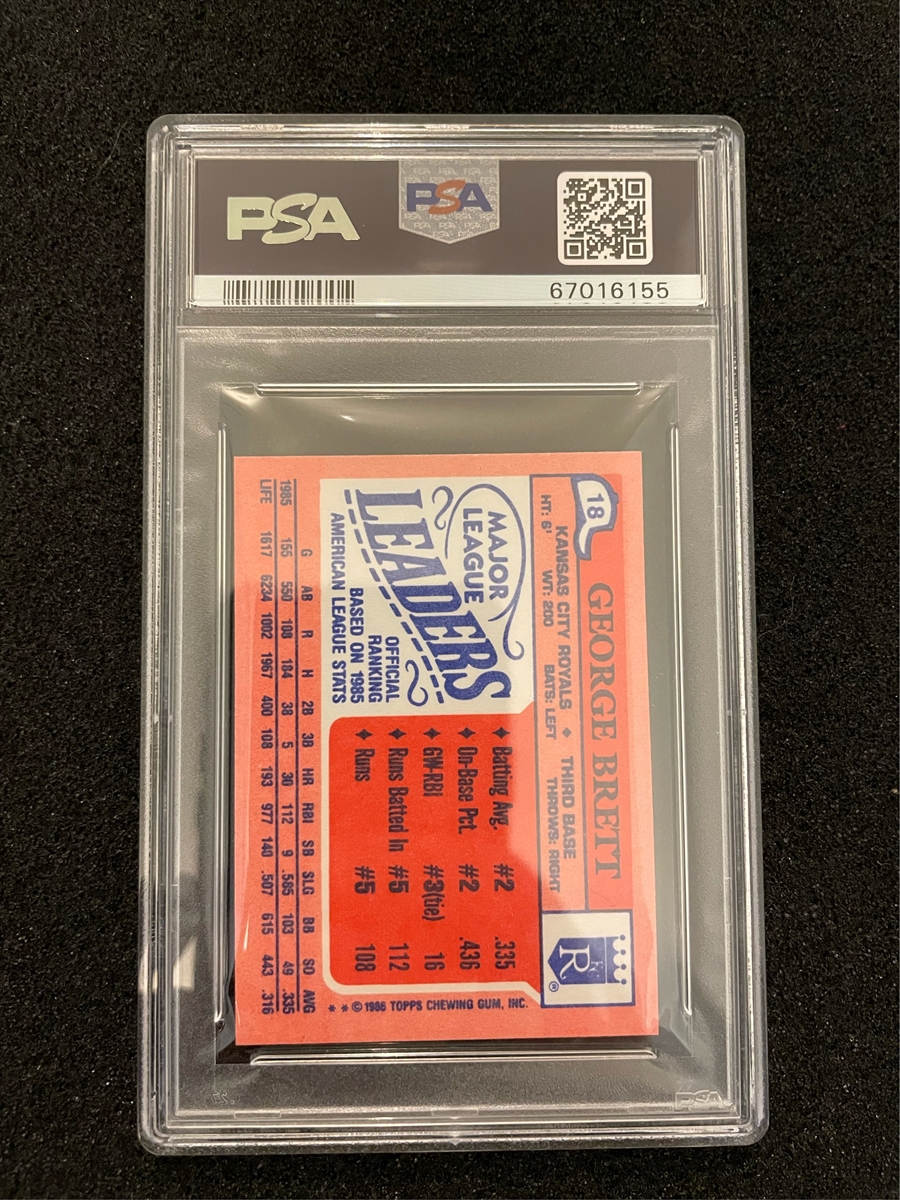 PSA
PSA
67016155
18
GEORGE BRETT
KANSAS CITY ROYALS ♦ THIRD BASE
HT: 6' WT: 200 BATS: LEFT THROWS: RIGHT
R
®
MAJOR
LEAGUE
LEADERS
OFFICIAL
RANKING
BASED ON 1985
AMERICAN LEAGUE STATS
♦ Batting Avg. #2 .335
♦ On-Base Pct. #2 .436
♦ GW-RBI #3(tie) 16
♦ Runs Batted In #5 112
♦ Runs #5 108
* * © 1986 TOPPS CHEWING GUM, INC.
G AB R H 2B 3B HR RBI SB SLG BB SO AVG
1985 155 550 108 184 38 5 30 112 9 .585 103 49 .335
LIFE 1617 6234 1002 1967 400 108 193 977 140 .507 615 443 .316
PSA